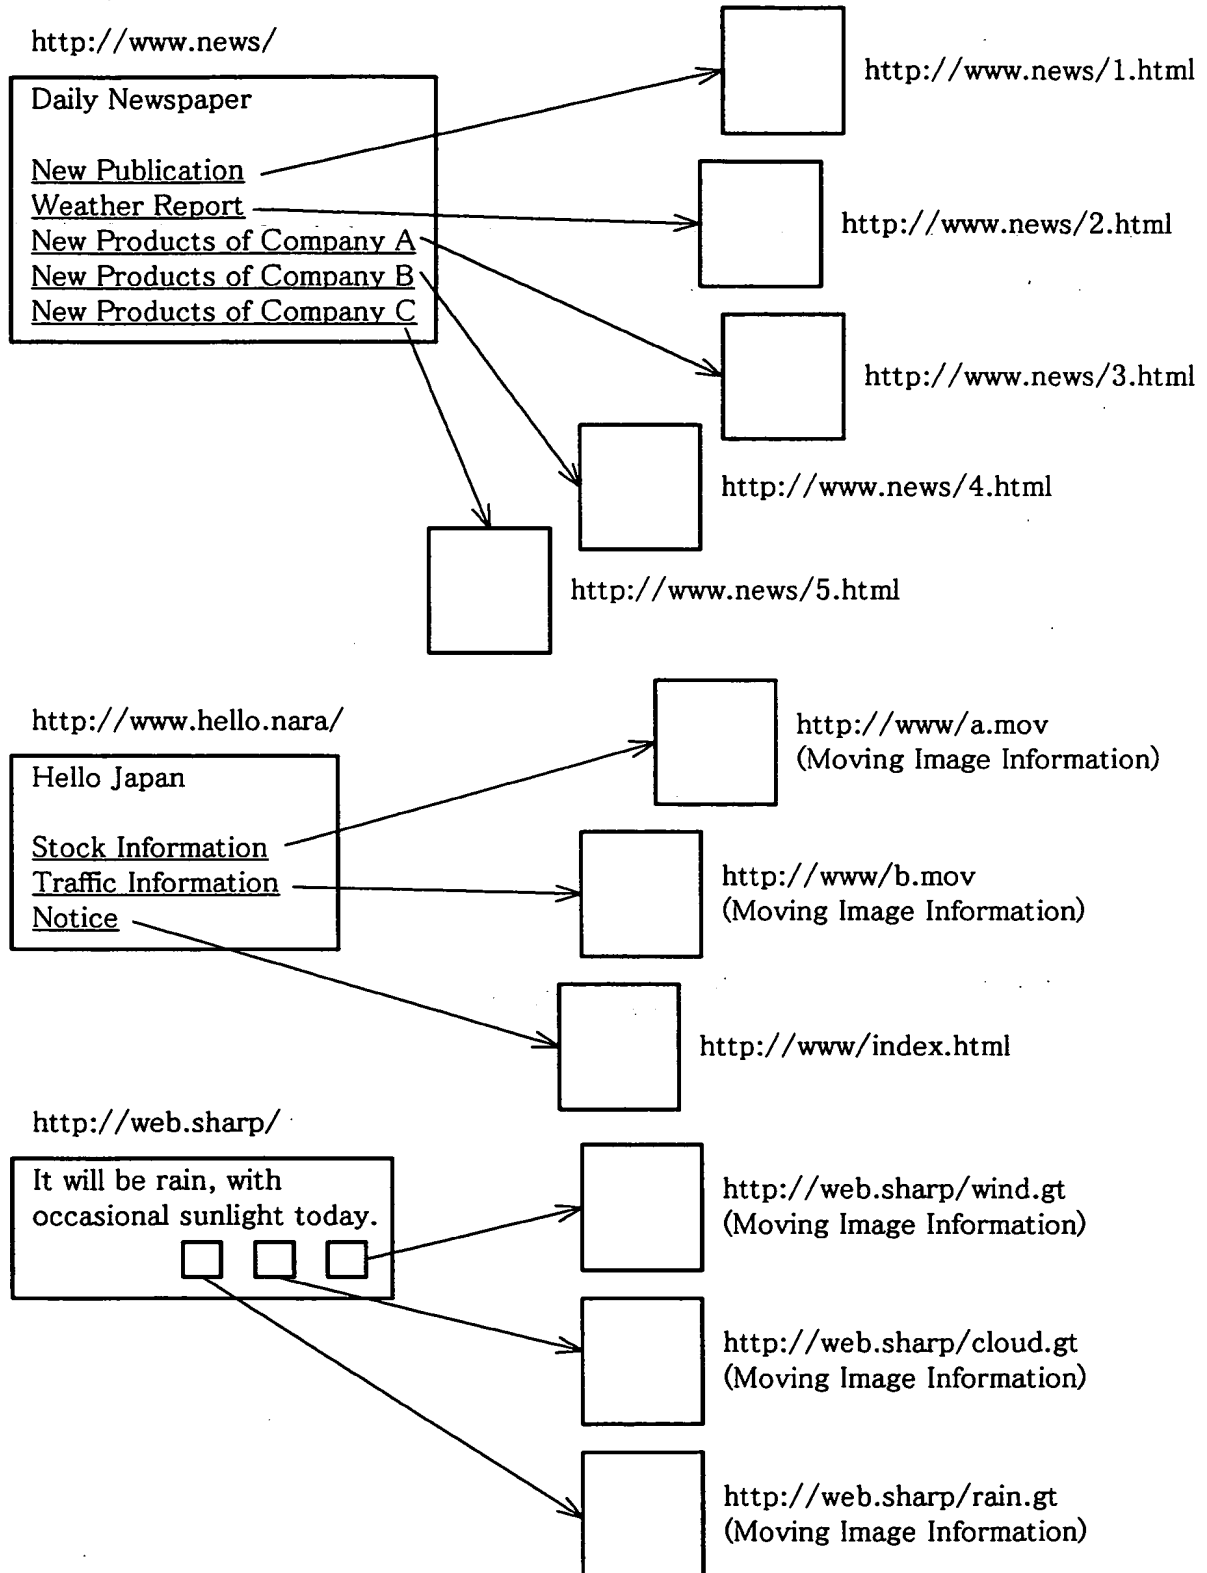 http://www.news/
Daily Newspaper
New Publication
Weather Report
New Products of Company A
New Products of Company B
New Products of Company C
http://www.news/1.html
http://www.news/2.html
http://www.news/3.html
http://www.news/4.html
http://www.news/5.html
http://www.hello.nara/
Hello Japan
Stock Information
Traffic Information
Notice
http://www/a.mov
(Moving Image Information)
http://www/b.mov
(Moving Image Information)
http://www/index.html
http://web.sharp/
It will be rain, with
occasional sunlight today.
http://web.sharp/wind.gt
(Moving Image Information)
http://web.sharp/cloud.gt
(Moving Image Information)
http://web.sharp/rain.gt
(Moving Image Information)